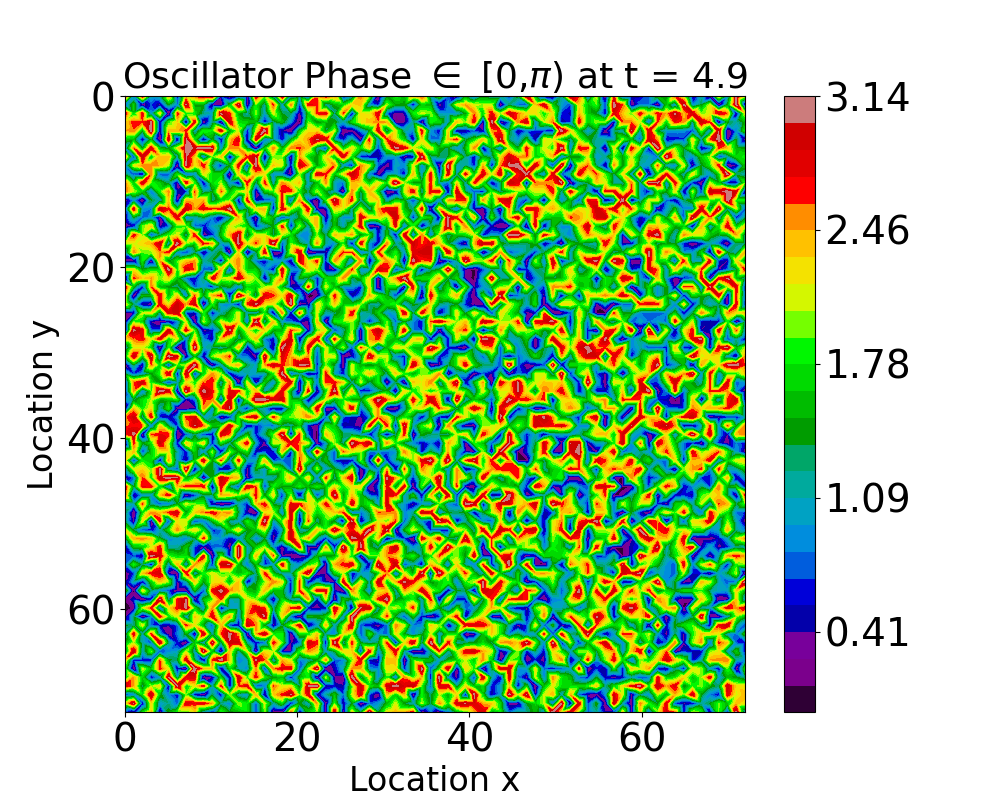 Oscillator Phase ∈ [0,π) at t = 4.9
0
20
40
60
Location y
0 20 40 60
Location x
3.14
2.46
1.78
1.09
0.41